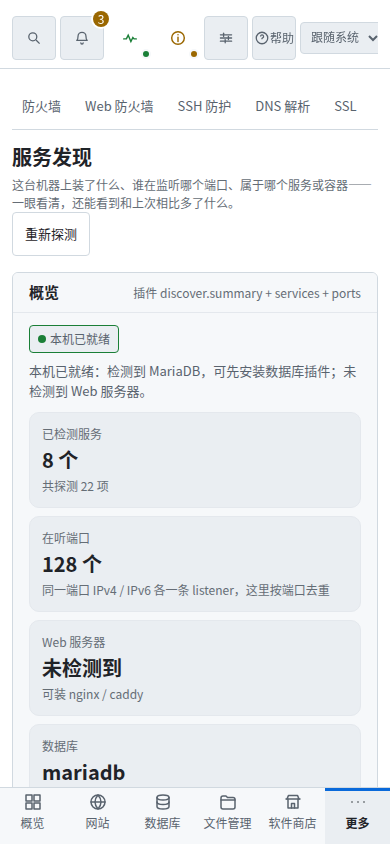 3
帮助
跟随系统
防火墙
Web 防火墙
SSH 防护
DNS 解析
SSL
服务发现
这台机器上装了什么、谁在监听哪个端口、属于哪个服务或容器——
一眼看清，还能看到和上次相比多了什么。
重新探测
概览
插件 discover.summary + services + ports
本机已就绪
本机已就绪：检测到 MariaDB，可先安装数据库插件；未
检测到 Web 服务器。
已检测服务
8 个
共探测 22 项
在听端口
128 个
同一端口 IPv4 / IPv6 各一条 listener，这里按端口去重
Web 服务器
未检测到
可装 nginx / caddy
数据库
mariadb
概览
网站
数据库
文件管理
软件商店
更多